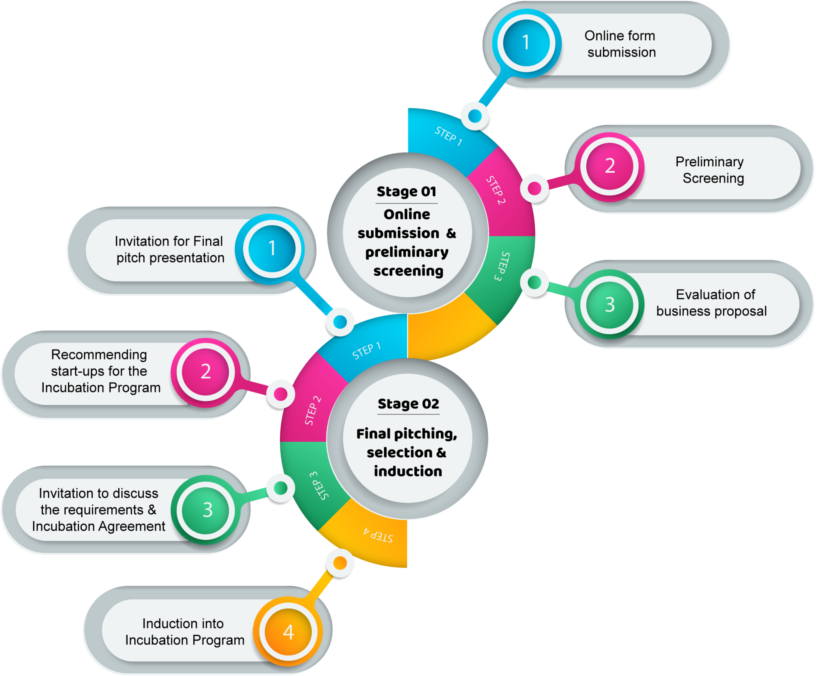 1
Online form
submission
STEP 1
2
Preliminary
Screening
STEP 2
Stage 01
Online
submission &
preliminary
screening
STEP 3
3
Evaluation of
business proposal
1
Invitation for Final
pitch presentation
STEP 1
Recommending
start-ups for the
Incubation Program
2
STEP 2
Stage 02
Final pitching,
selection &
induction
Invitation to discuss
the requirements &
Incubation Agreement
3
STEP 3
STEP 4
Induction into
Incubation Program
4